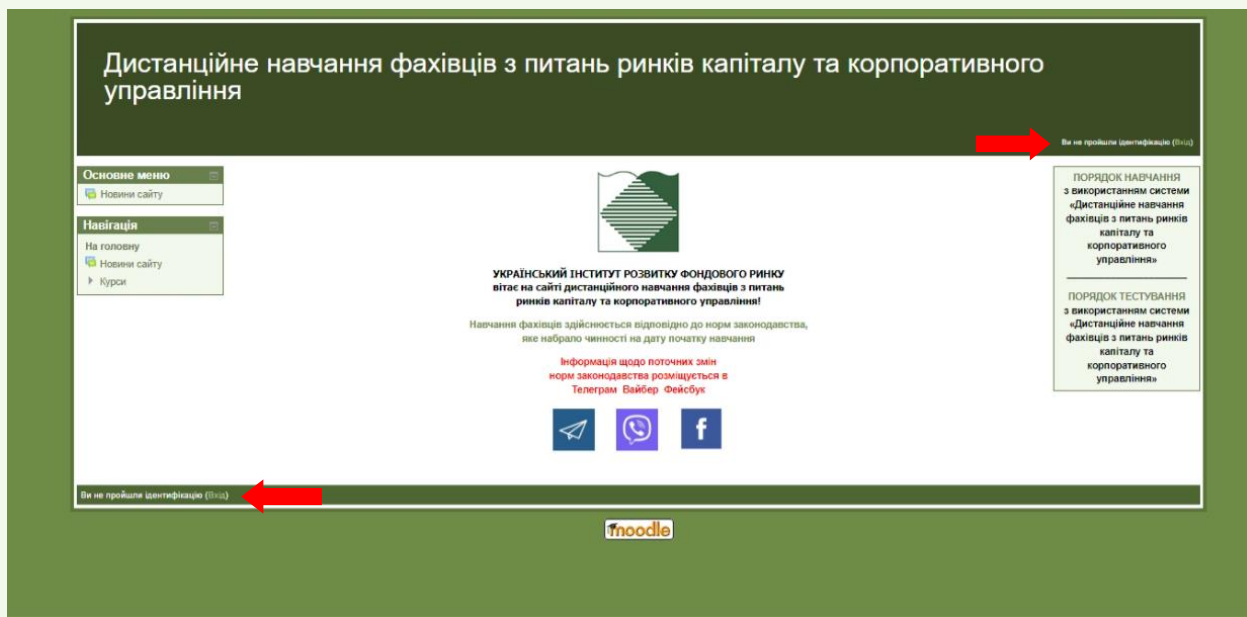 Дистанційне навчання фахівців з питань ринків капіталу та корпоративного
управління
Ви не пройшли ідентифікацію (Вхід)
Основне меню
Новини сайту
Навігація
На головну
Новини сайту
Курси
УКРАЇНСЬКИЙ ІНСТИТУТ РОЗВИТКУ ФОНДОВОГО РИНКУ
вітає на сайті дистанційного навчання фахівців з питань
ринків капіталу та корпоративного управління!
Навчання фахівців здійснюється відповідно до норм законодавства,
яке набрало чинності на дату початку навчання
Інформація щодо поточних змін
норм законодавства розміщується в
Телеграм Вайбер Фейсбук
ПОРЯДОК НАВЧАННЯ
з використанням системи
«Дистанційне навчання
фахівців з питань ринків
капіталу та
корпоративного
управління»
ПОРЯДОК ТЕСТУВАННЯ
з використанням системи
«Дистанційне навчання
фахівців з питань ринків
капіталу та
корпоративного
управління»
Ви не пройшли ідентифікацію (Вхід)
moodle